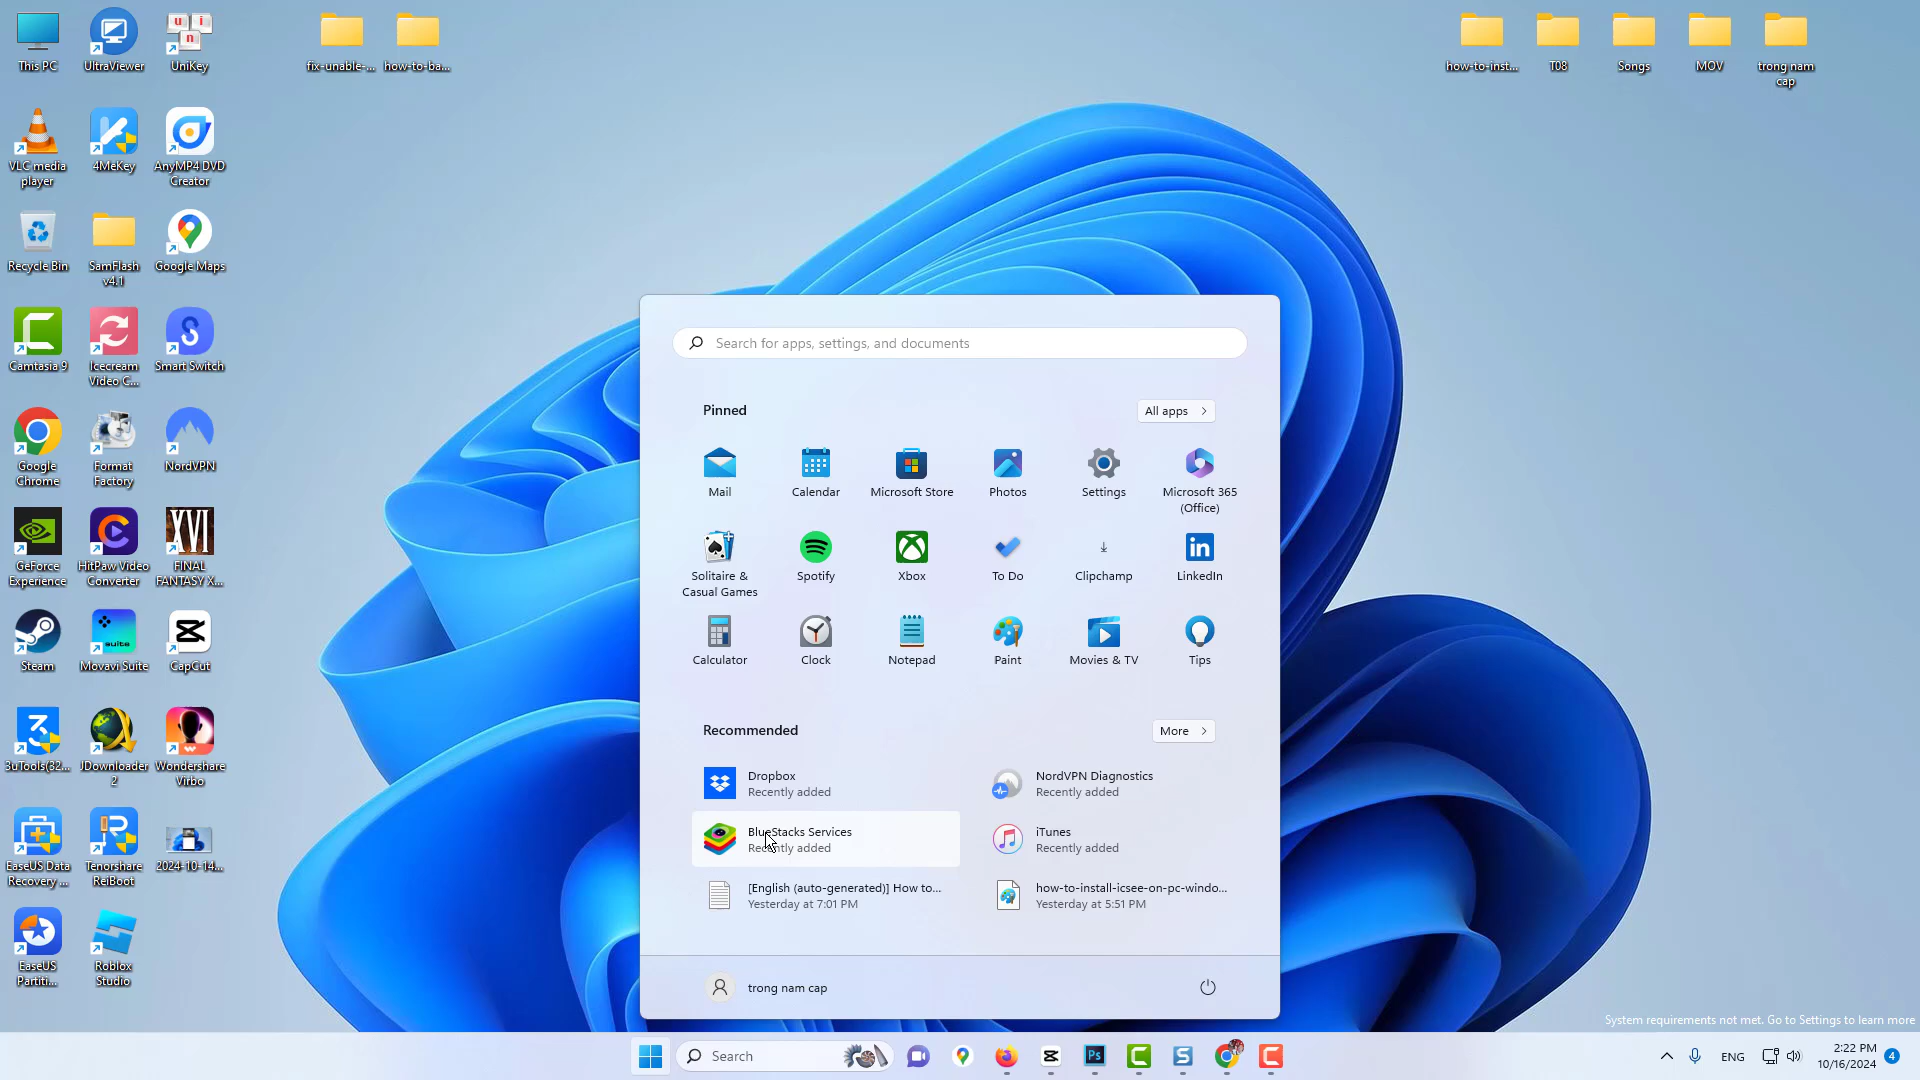 This PC
UltraViewer
UniKey
fix-unable-...
how-to-ba...
how-to-inst...
T08
Songs
MOV
trong nam
cap
VLC media
player
4MeKey
AnyMP4 DVD
Creator
Recycle Bin
SamFlash
v4.1
Google Maps
Camtasia 9
Icecream
Video C...
Smart Switch
Google
Chrome
Format
Factory
NordVPN
GeForce
Experience
HitPaw Video
Converter
XVI
FINAL
FANTASY X...
Steam
suite
Movavi Suite
CapCut
3uTools(32...
JDownloader
2
Wondershare
Virbo
EaseUS Data
Recovery ...
Tenorshare
ReiBoot
2024-10-14...
EaseUS
Partiti...
Roblox
Studio
Search for apps, settings, and documents
Pinned
All apps
Mail
Calendar
Microsoft Store
Photos
Settings
Microsoft 365
(Office)
Solitaire &
Casual Games
Spotify
Xbox
To Do
Clipchamp
LinkedIn
Calculator
Clock
Notepad
Paint
Movies & TV
Tips
Recommended
More
Dropbox
Recently added
NordVPN Diagnostics
Recently added
BlueStacks Services
Recently added
iTunes
Recently added
[English (auto-generated)] How to...
Yesterday at 7:01 PM
how-to-install-icsee-on-pc-windo...
Yesterday at 5:51 PM
trong nam cap
System requirements not met. Go to Settings to learn more
Search
Ps
ENG
2:22 PM
10/16/2024
4